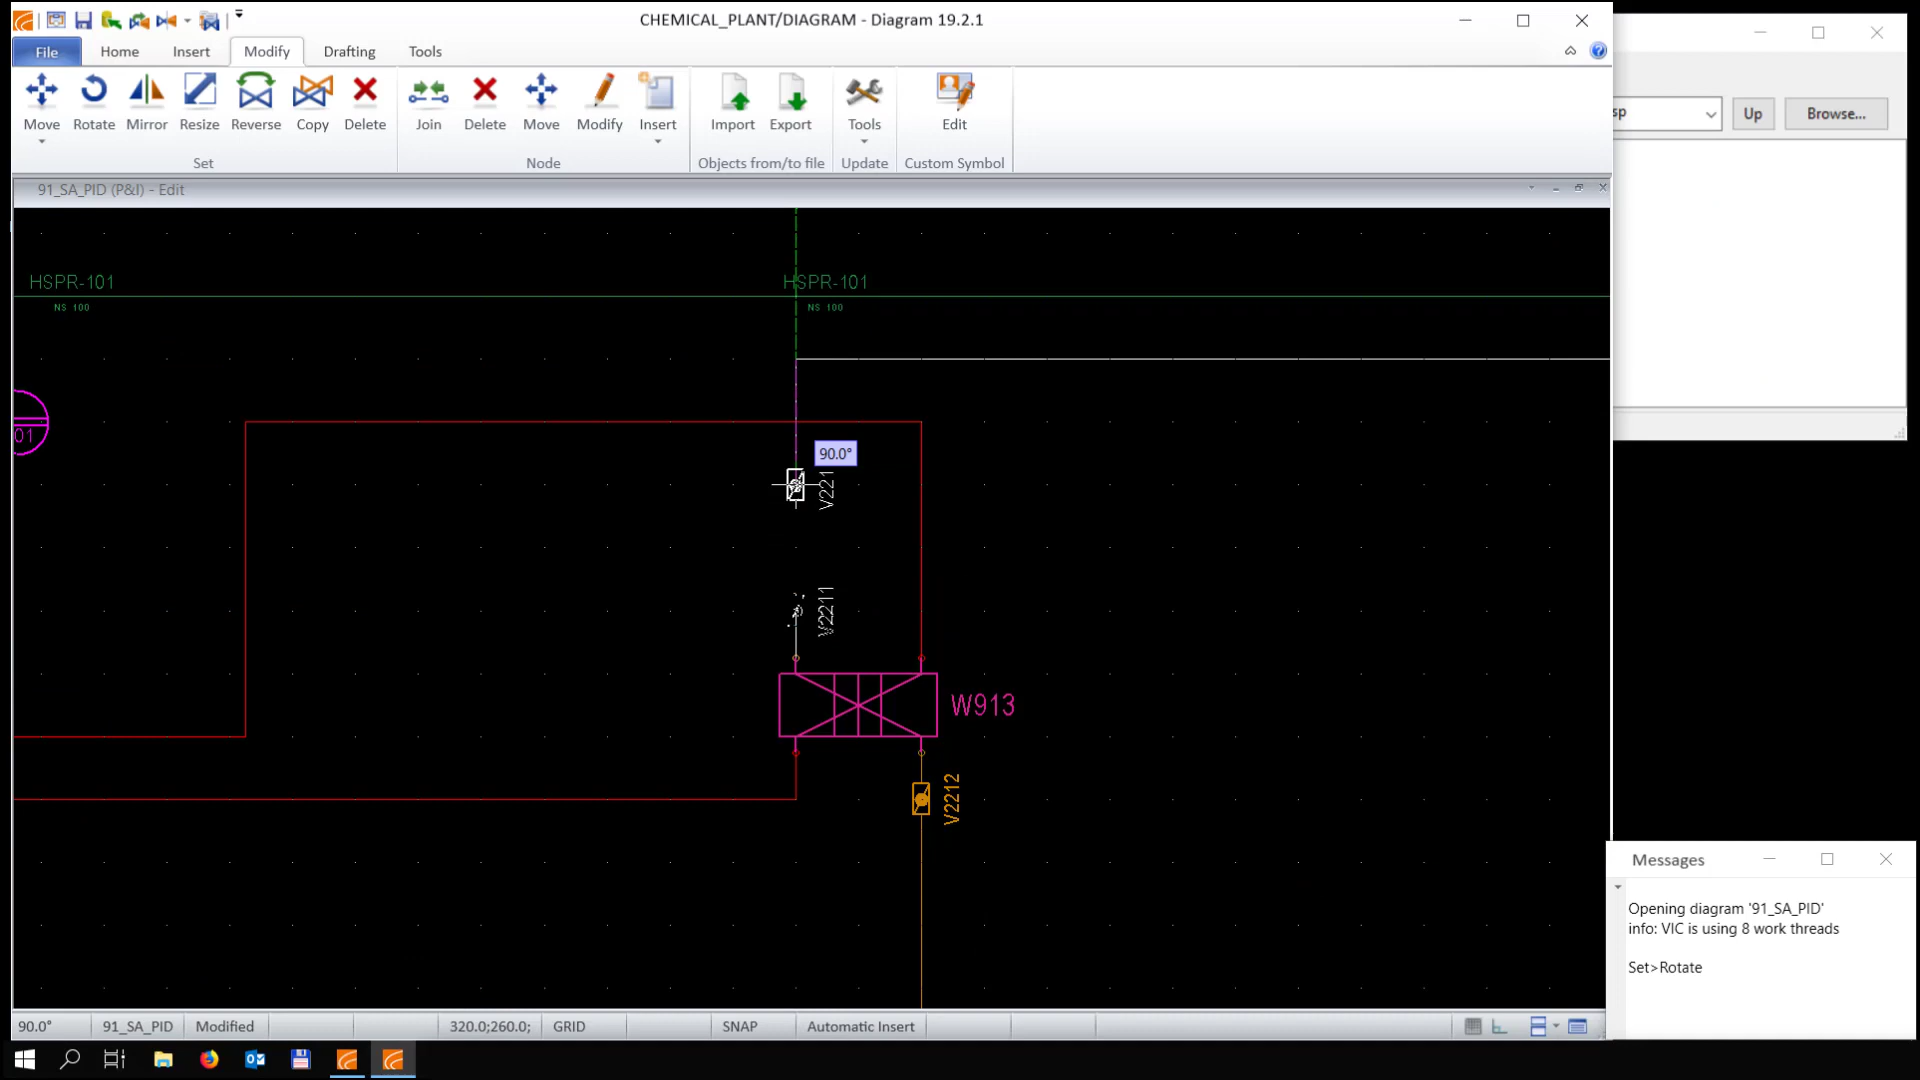 CHEMICAL_PLANT/DIAGRAM - Diagram 19.2.1
File Home Insert Modify Drafting Tools
Move Rotate Mirror Resize Reverse Copy Delete Join Delete Move Modify Insert Import Export Tools Edit
Set Node Objects from/to file Update Custom Symbol
sp Up Browse...
91_SA_PID (P&I) - Edit
HSPR-101 HSPR-101
NS 100 NS 100
01
90.0°
V221
V2211
W913
V2212
Messages
Opening diagram '91_SA_PID'
info: VIC is using 8 work threads
Set>Rotate
90.0° 91_SA_PID Modified 320.0;260.0; GRID SNAP Automatic Insert